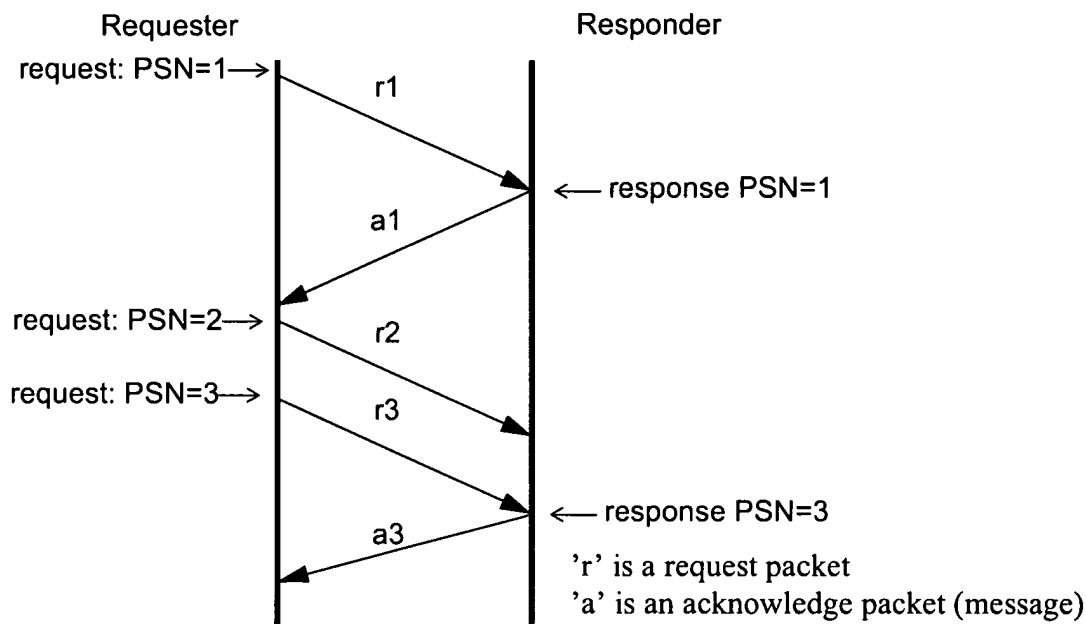 Requester
Responder
request: PSN=1
r1
response PSN=1
a1
request: PSN=2
r2
request: PSN=3
r3
response PSN=3
a3
'r' is a request packet
'a' is an acknowledge packet (message)